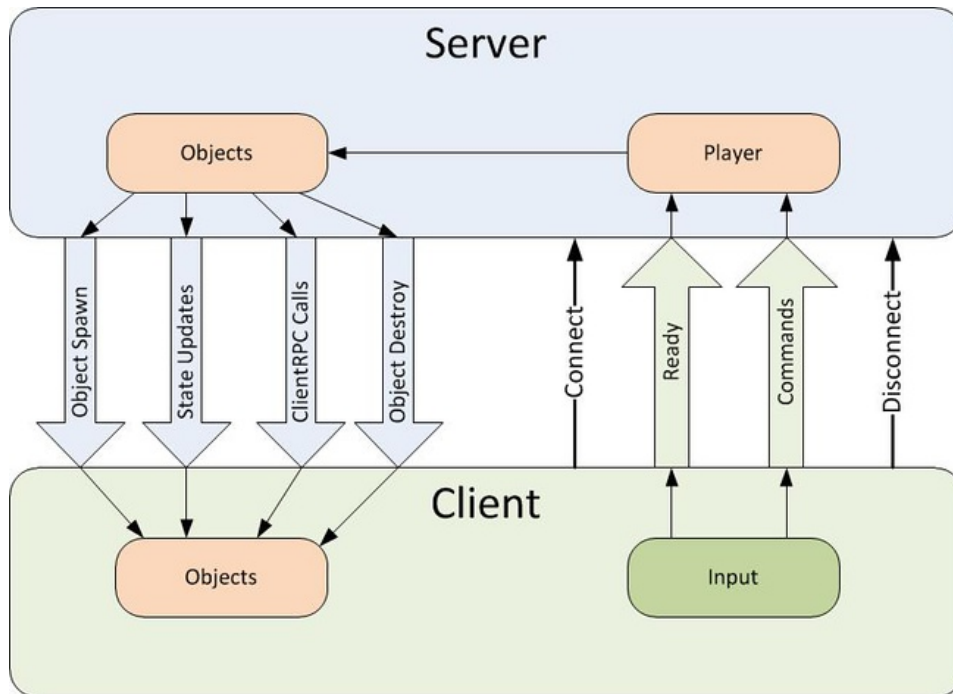 Server
Objects
Player
Object Spawn
State Updates
ClientRPC Calls
Object Destroy
Connect
Ready
Commands
Disconnect
Client
Objects
Input